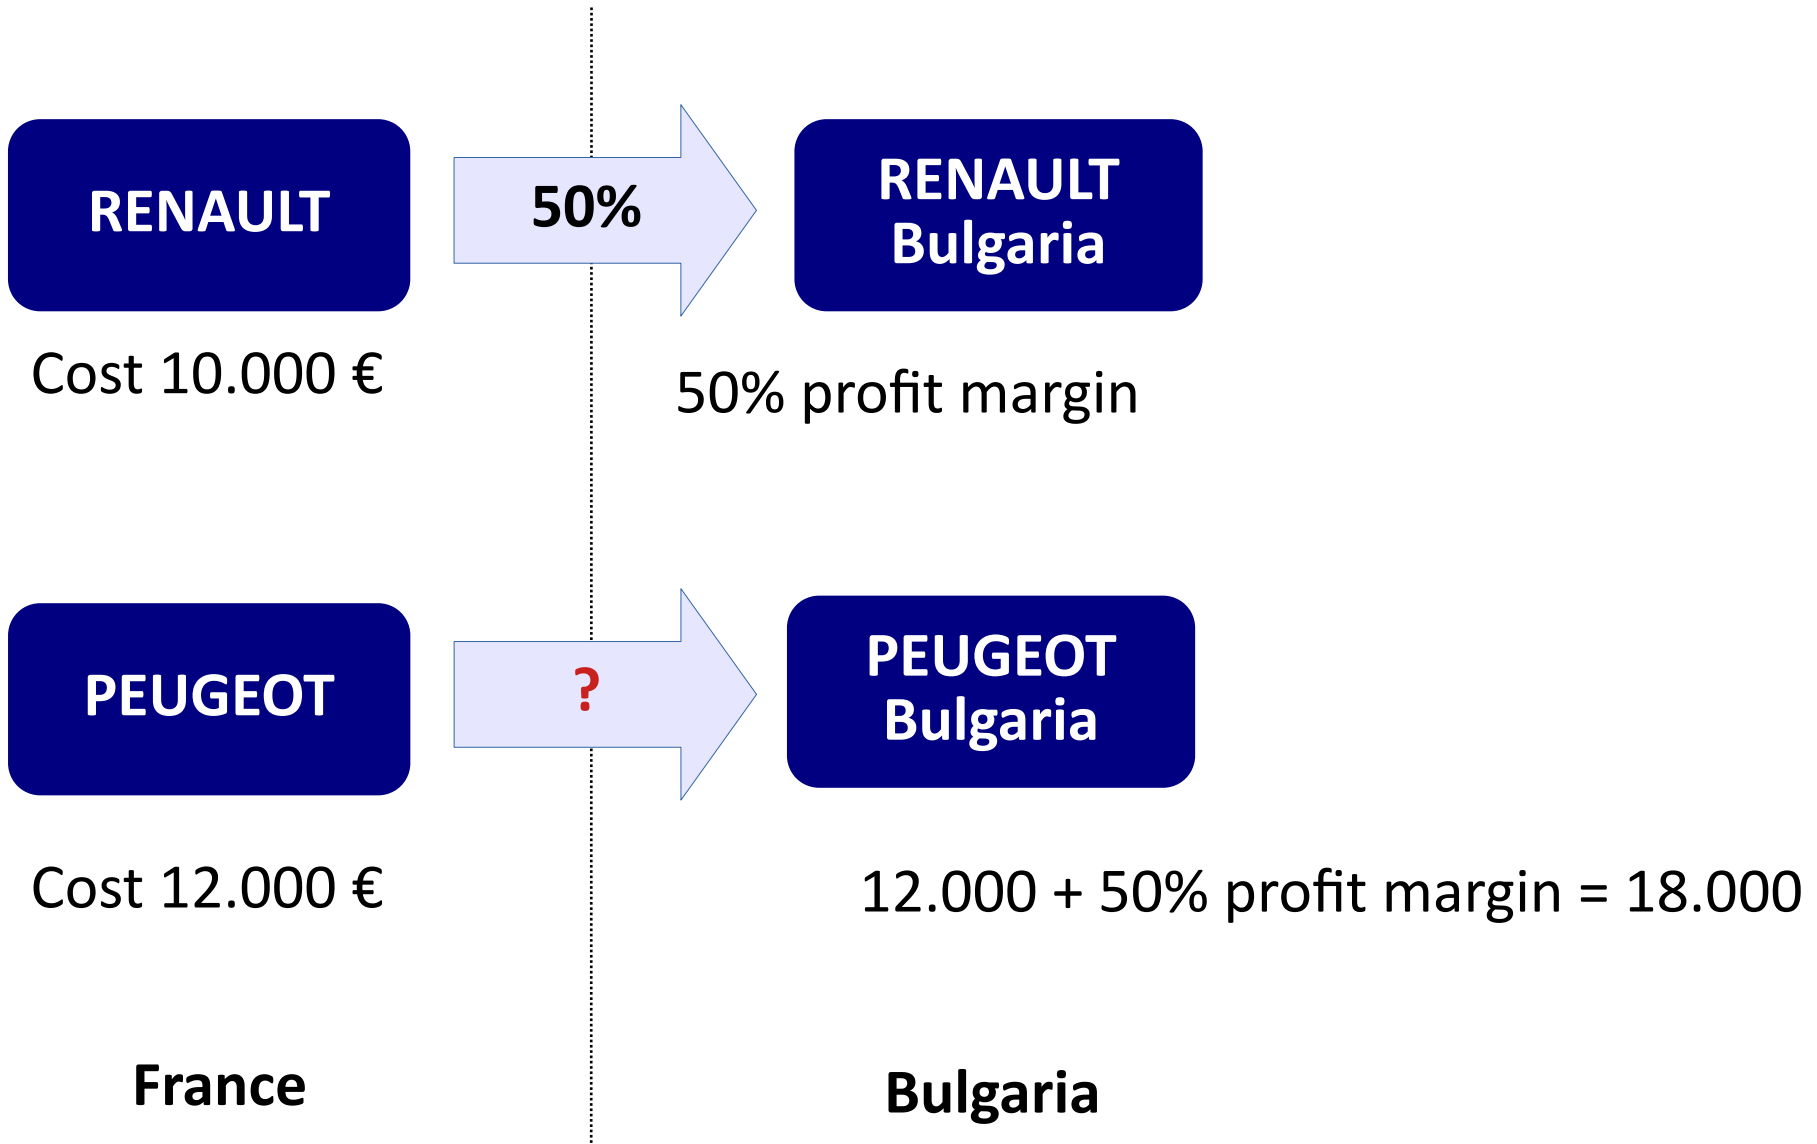 RENAULT
50%
RENAULT
Bulgaria
Cost 10.000 €
50% profit margin
PEUGEOT
?
PEUGEOT
Bulgaria
Cost 12.000 €
12.000 + 50% profit margin = 18.000
France
Bulgaria